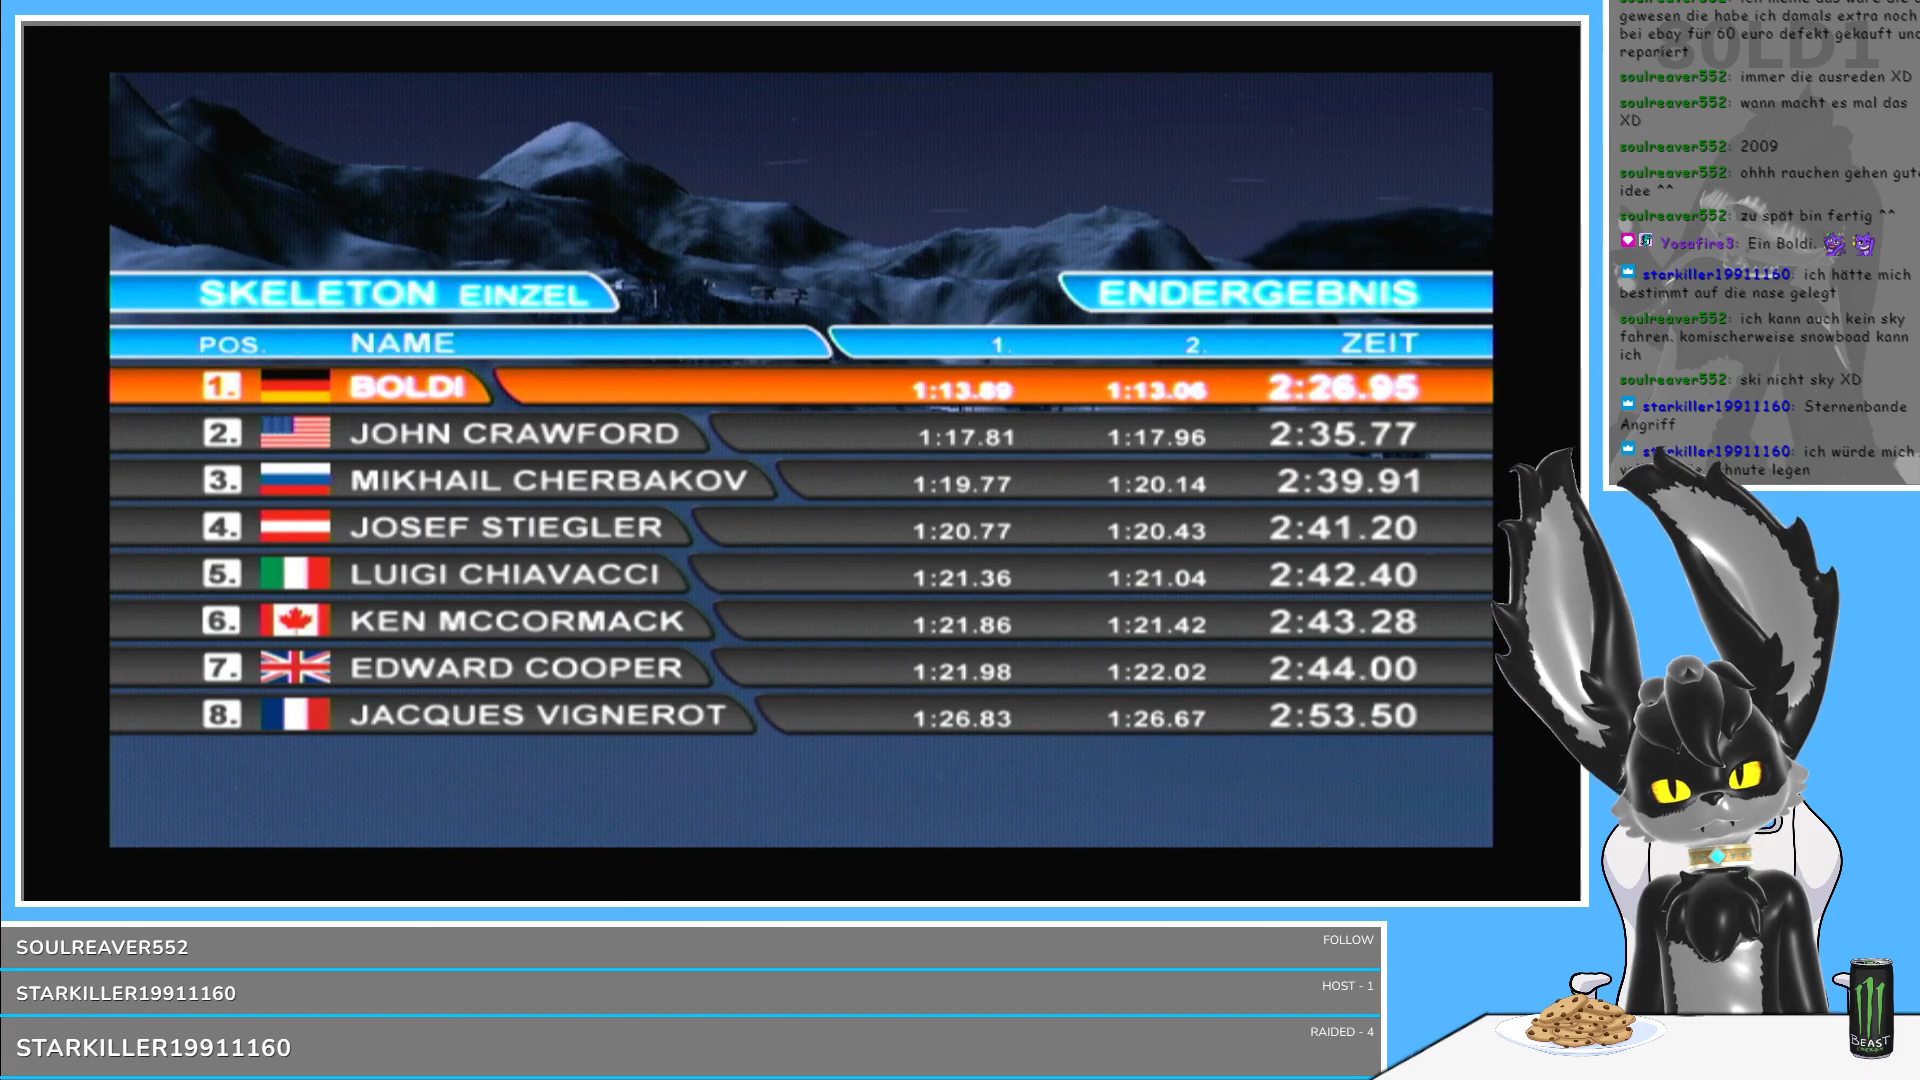 SKELETON EINZEL
ENDERGEBNIS
POS. NAME 1. 2. ZEIT
1. BOLDI 1:13.89 1:13.06 2:26.95
2. JOHN CRAWFORD 1:17.81 1:17.96 2:35.77
3. MIKHAIL CHERBAKOV 1:19.77 1:20.14 2:39.91
4. JOSEF STIEGLER 1:20.77 1:20.43 2:41.20
5. LUIGI CHIAVACCI 1:21.36 1:21.04 2:42.40
6. KEN MCCORMACK 1:21.86 1:21.42 2:43.28
7. EDWARD COOPER 1:21.98 1:22.02 2:44.00
8. JACQUES VIGNEROT 1:26.83 1:26.67 2:53.50
gewesen die habe ich damals extra noch
bei ebay für 60 euro defekt gekauft und
repariert
soulreaver552: immer die ausreden XD
soulreaver552: wann macht es mal das
XD
soulreaver552: 2009
soulreaver552: ohhh rauchen gehen gute
idee ^^
soulreaver552: zu spät bin fertig ^^
Yosafire3: Ein Boldi.
starkiller19911160: ich hätte mich
bestimmt auf die nase gelegt
soulreaver552: ich kann auch kein sky
fahren. komischerweise snowboad kann
ich
soulreaver552: ski nicht sky XD
starkiller19911160: Sternenbande
Angriff
starkiller19911160: ich würde mich
legen
BOLD1
SOULREAVER552 FOLLOW
STARKILLER19911160 HOST - 1
STARKILLER19911160 RAIDED - 4
BEAST